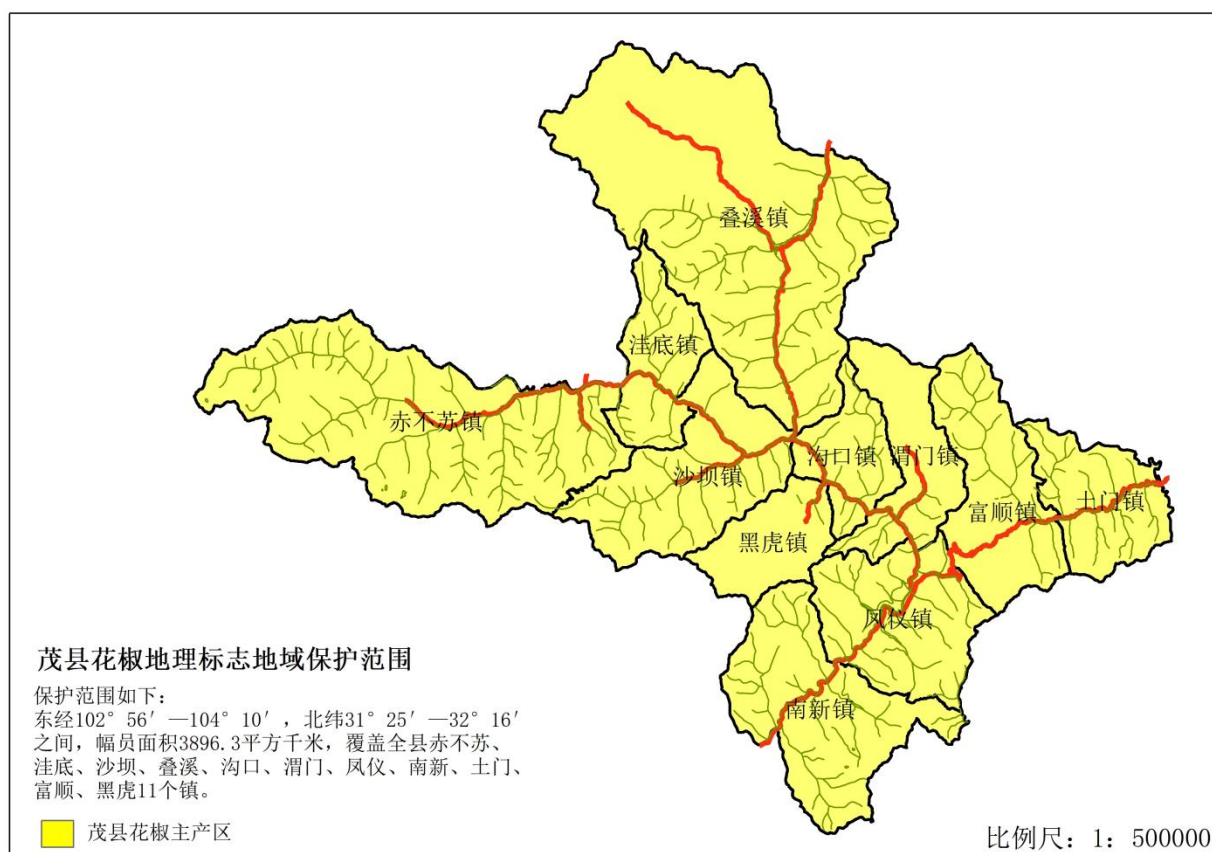 叠溪镇
洼底镇
赤不苏镇
沟口镇
渭门镇
沙坝镇
富顺镇
土门镇
黑虎镇
凤仪镇
南新镇
茂县花椒地理标志地域保护范围
保护范围如下：
东经102° 56′ —104° 10′ ，北纬31° 25′ —32° 16′
之间，幅员面积3896.3平方千米，覆盖全县赤不苏、
洼底、沙坝、叠溪、沟口、渭门、凤仪、南新、土门、
富顺、黑虎11个镇。
茂县花椒主产区
比例尺：1：500000